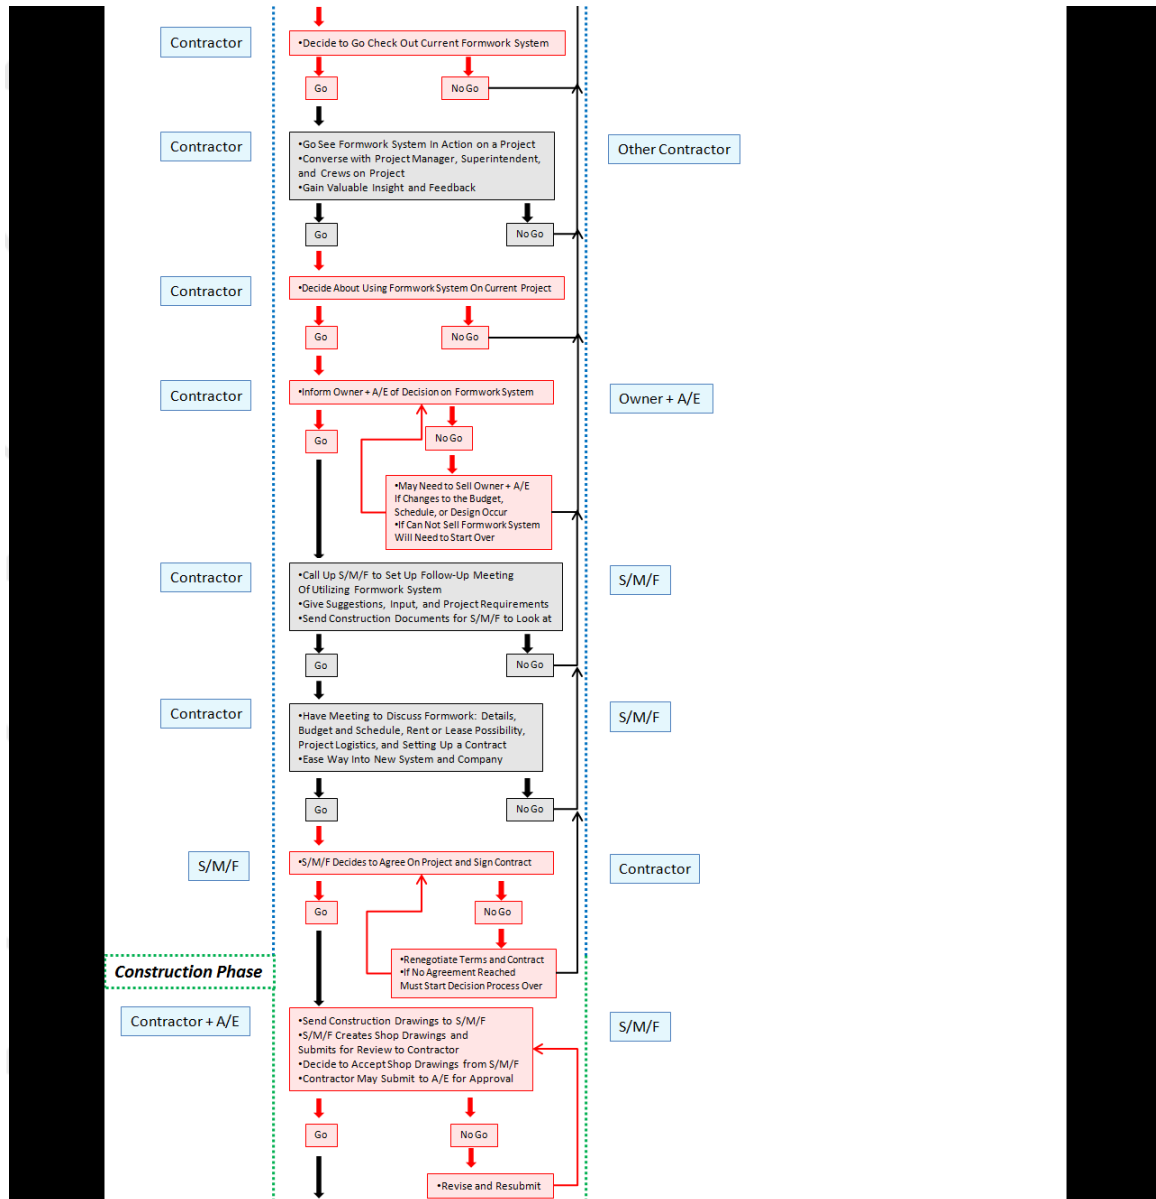 Contractor
•Decide to Go Check Out Current Formwork System
Go
No Go
Contractor
•Go See Formwork System In Action on a Project
•Converse with Project Manager, Superintendent,
and Crews on Project
•Gain Valuable Insight and Feedback
Other Contractor
Go
No Go
Contractor
•Decide About Using Formwork System On Current Project
Go
No Go
Contractor
•Inform Owner + A/E of Decision on Formwork System
Owner + A/E
Go
No Go
•May Need to Sell Owner + A/E
If Changes to the Budget,
Schedule, or Design Occur
•If Can Not Sell Formwork System
Will Need to Start Over
Contractor
•Call Up S/M/F to Set Up Follow-Up Meeting
Of Utilizing Formwork System
•Give Suggestions, Input, and Project Requirements
•Send Construction Documents for S/M/F to Look at
S/M/F
Go
No Go
Contractor
•Have Meeting to Discuss Formwork: Details,
Budget and Schedule, Rent or Lease Possibility,
Project Logistics, and Setting Up a Contract
•Ease Way Into New System and Company
S/M/F
Go
No Go
S/M/F
•S/M/F Decides to Agree On Project and Sign Contract
Contractor
Go
No Go
•Renegotiate Terms and Contract
•If No Agreement Reached
Must Start Decision Process Over
Construction Phase
Contractor + A/E
•Send Construction Drawings to S/M/F
•S/M/F Creates Shop Drawings and
Submits for Review to Contractor
•Decide to Accept Shop Drawings from S/M/F
•Contractor May Submit to A/E for Approval
S/M/F
Go
No Go
•Revise and Resubmit